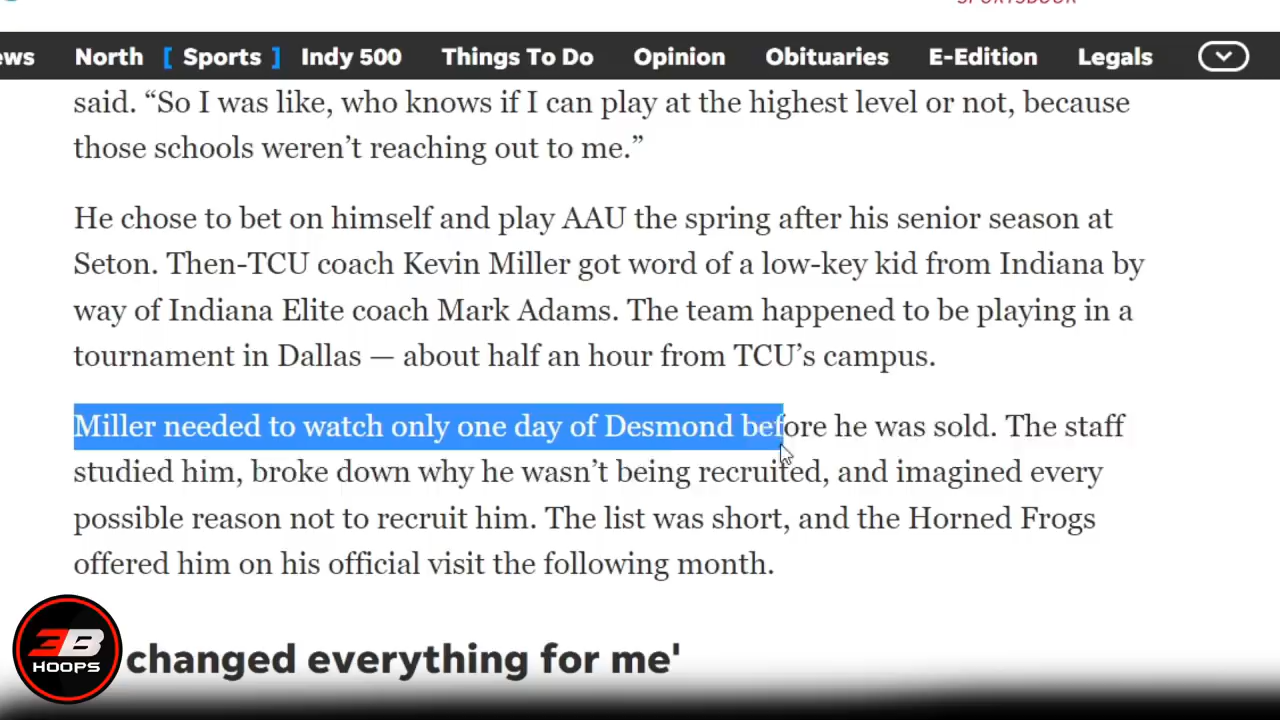 SPORTSBOOK
ews North [ Sports ] Indy 500 Things To Do Opinion Obituaries E-Edition Legals
said. “So I was like, who knows if I can play at the highest level or not, because
those schools weren’t reaching out to me.”
He chose to bet on himself and play AAU the spring after his senior season at
Seton. Then-TCU coach Kevin Miller got word of a low-key kid from Indiana by
way of Indiana Elite coach Mark Adams. The team happened to be playing in a
tournament in Dallas — about half an hour from TCU’s campus.
Miller needed to watch only one day of Desmond before he was sold. The staff
studied him, broke down why he wasn’t being recruited, and imagined every
possible reason not to recruit him. The list was short, and the Horned Frogs
offered him on his official visit the following month.
changed everything for me'
3B
HOOPS